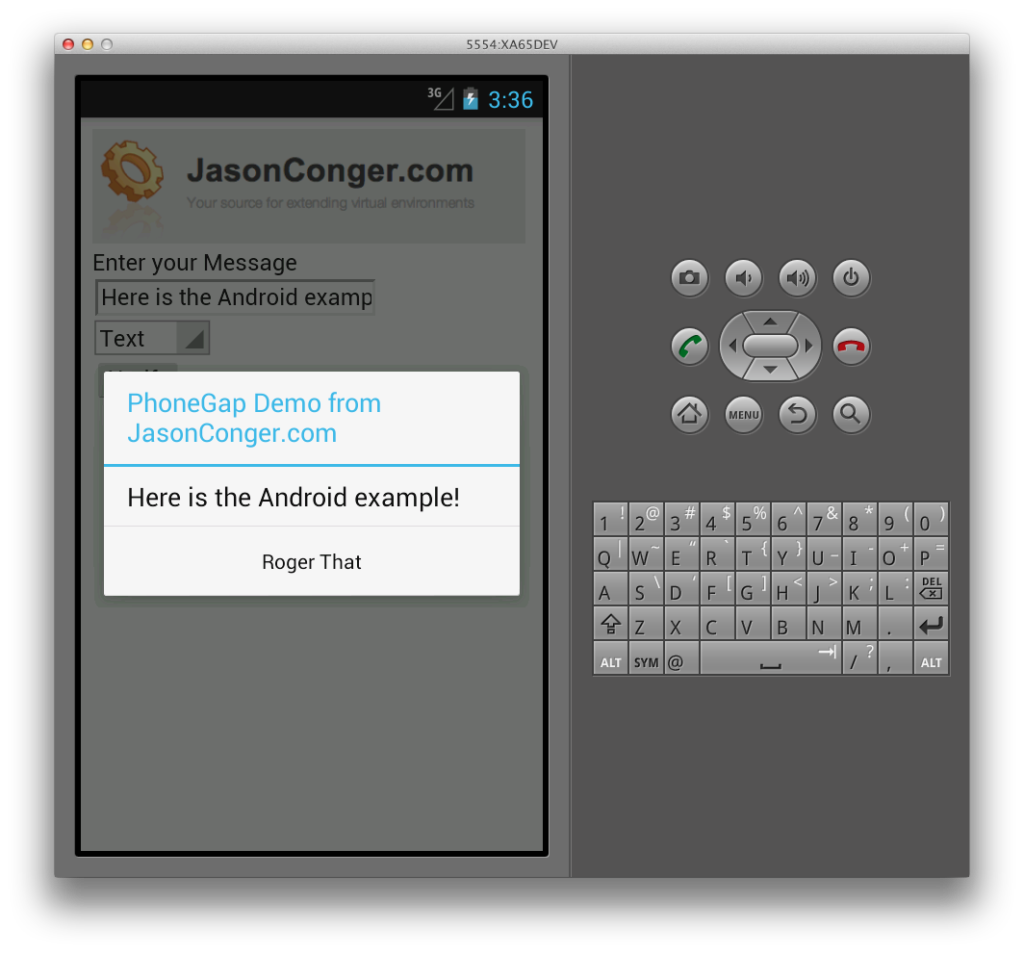 5554:XA65DEV
3G 3:36
JasonConger.com
Your source for extending virtual environments
Enter your Message
Here is the Android examp
Text
PhoneGap Demo from
JasonConger.com
Here is the Android example!
Roger That
MENU
1 ! 2 @ 3 # 4 $ 5 % 6 ^ 7 & 8 * 9 ( 0 )
Q | W ~ E “ R ` T { Y } U _ I - O + P =
A S \ D ‘ F [ G ] H < J > K ; L : DEL
Z X C V B N M .
ALT SYM @ / ? , ALT